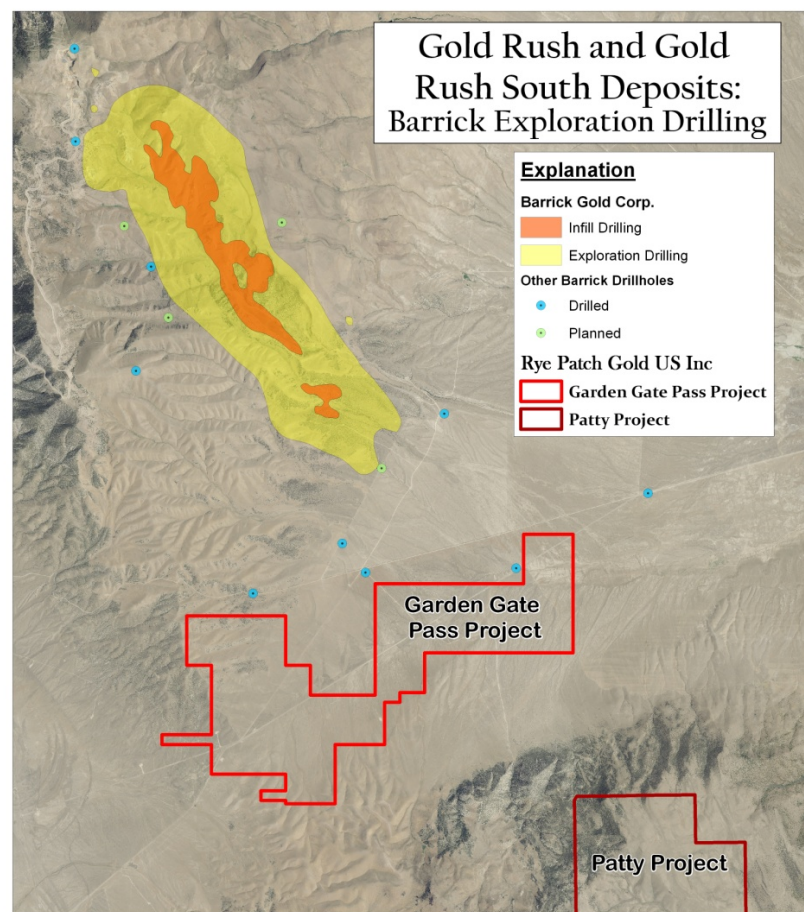 Gold Rush and Gold
Rush South Deposits:
Barrick Exploration Drilling
Explanation
Barrick Gold Corp.
Infill Drilling
Exploration Drilling
Other Barrick Drillholes
Drilled
Planned
Rye Patch Gold US Inc
Garden Gate Pass Project
Patty Project
Garden Gate
Pass Project
Patty Project